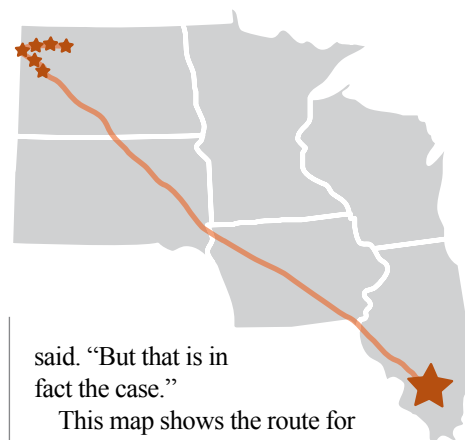 said. “But that is in
fact the case.”
This map shows the route for